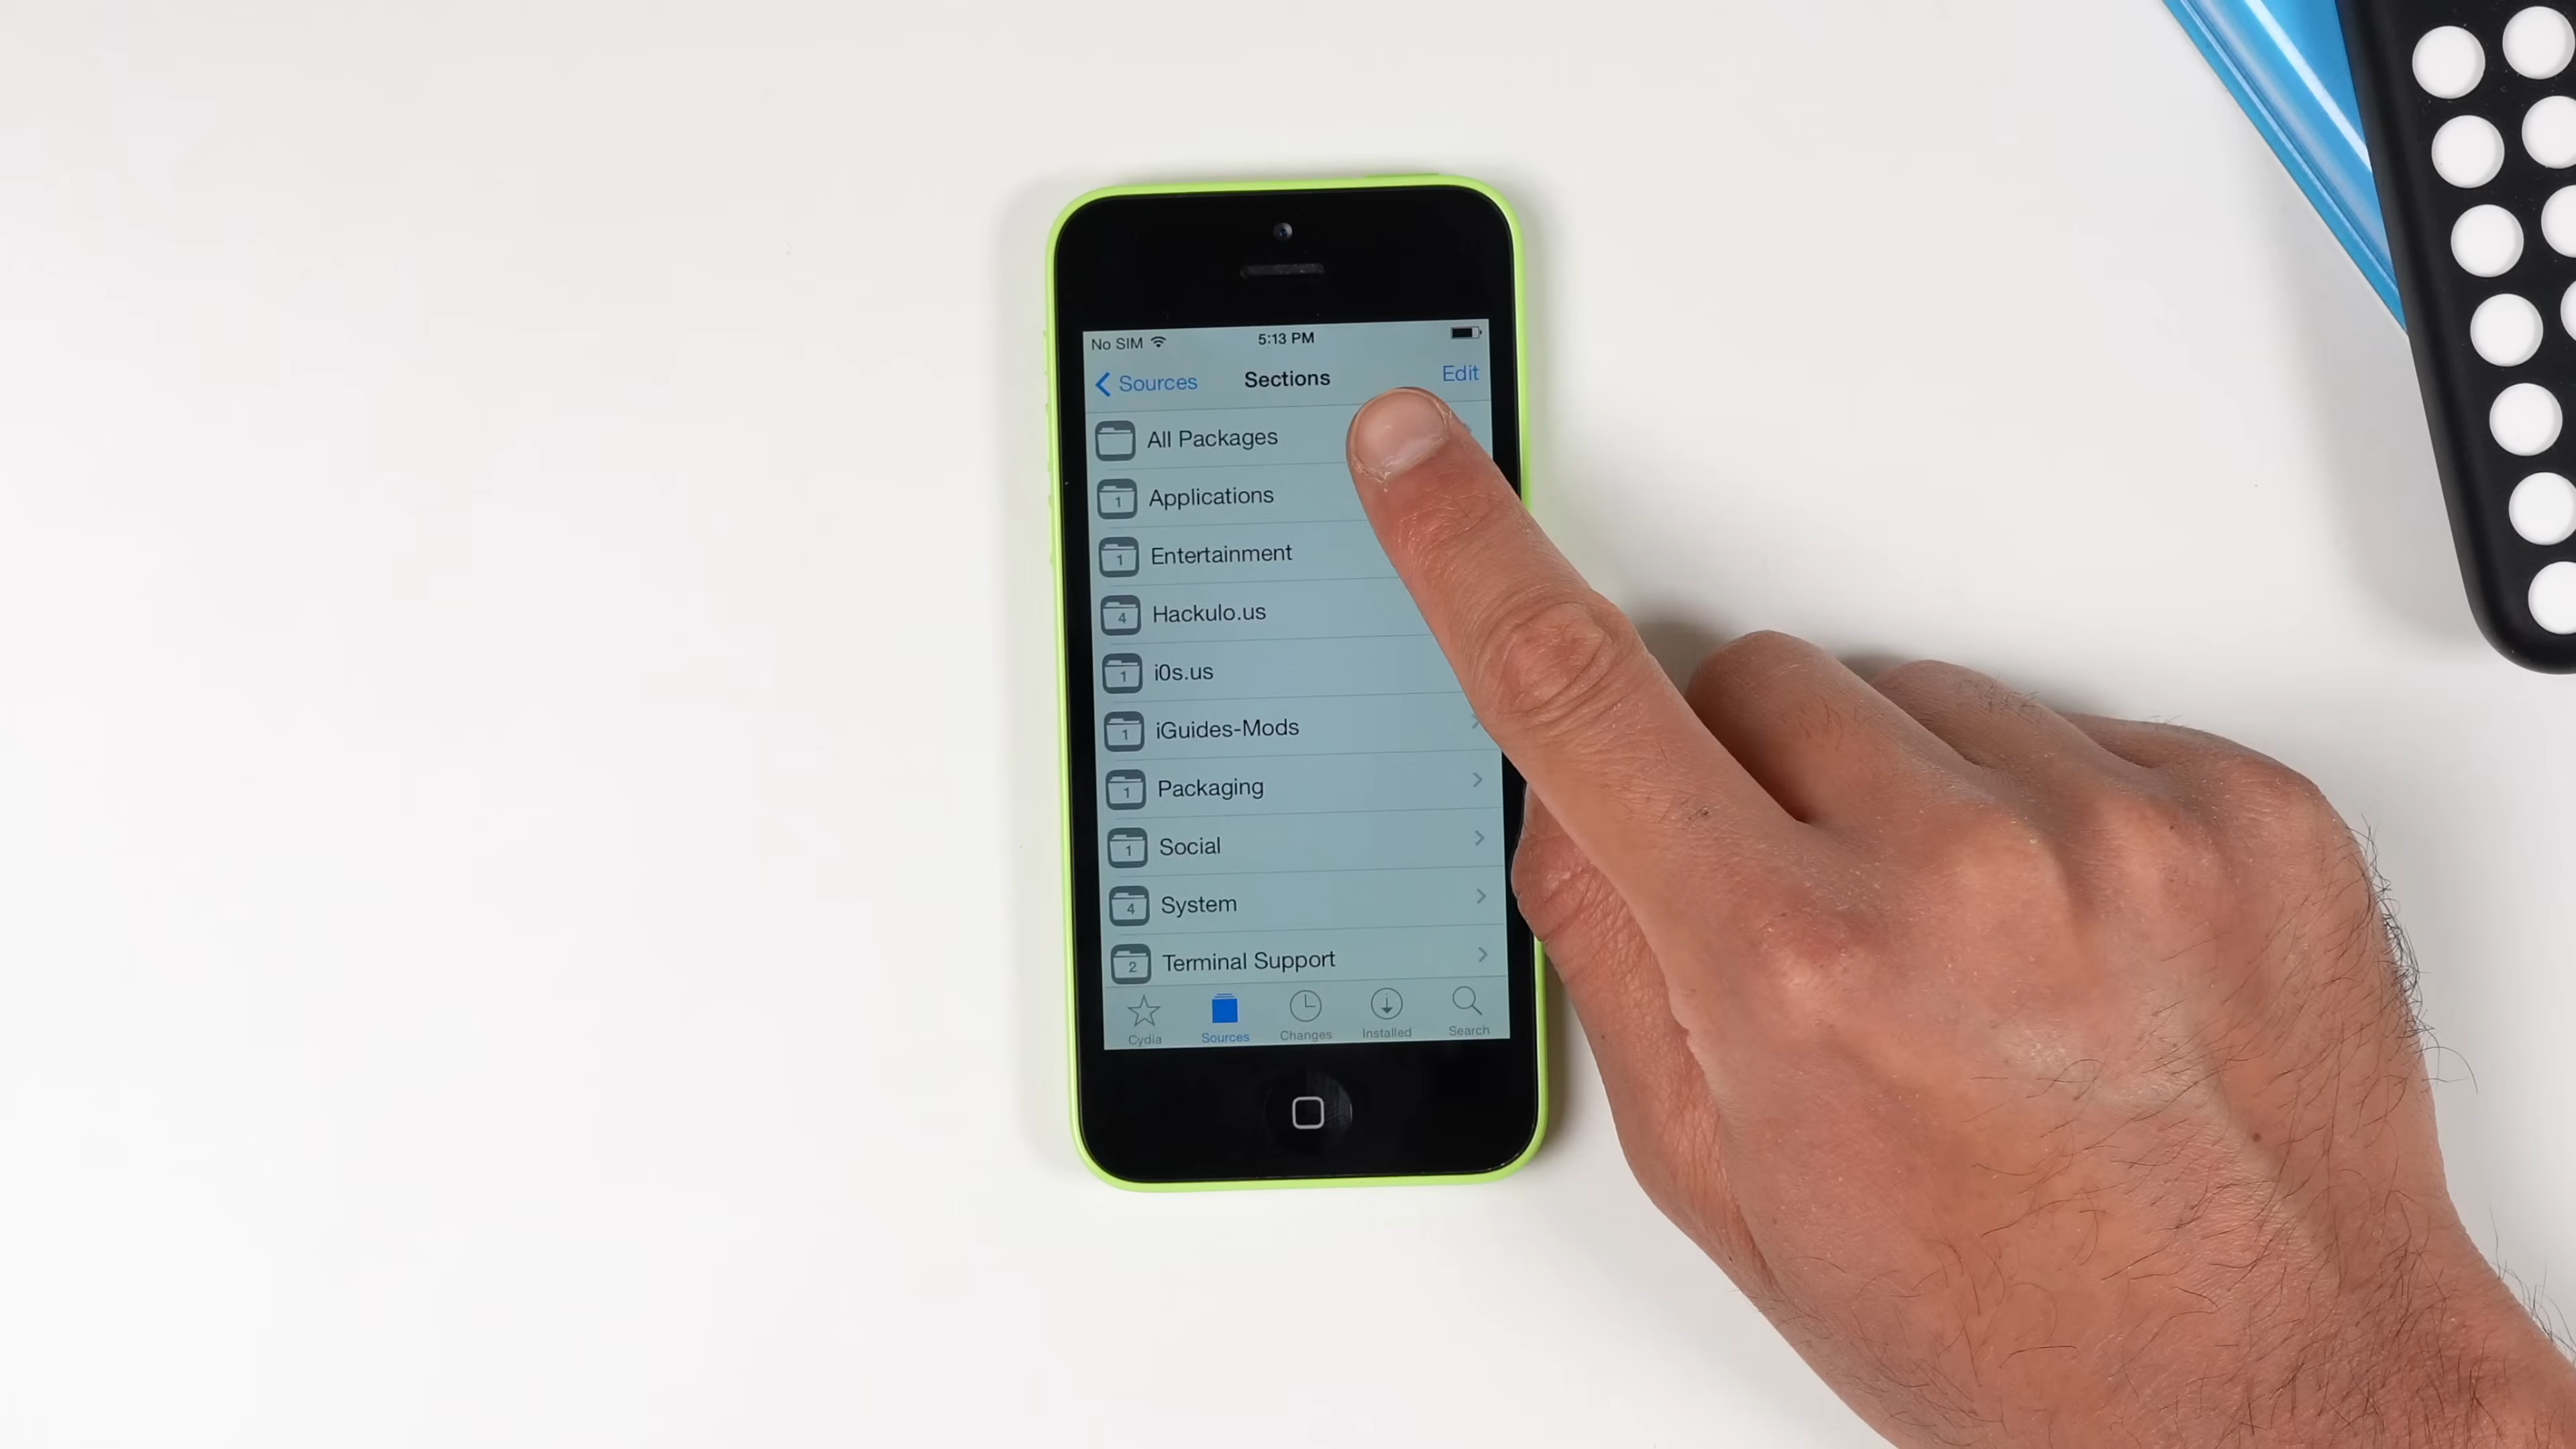 No SIM 5:13 PM
Sources Sections Edit
All Packages
1 Applications
1 Entertainment
4 Hackulo.us
1 i0s.us
1 iGuides-Mods
1 Packaging
1 Social
4 System
2 Terminal Support
Cydia Sources Changes Installed Search